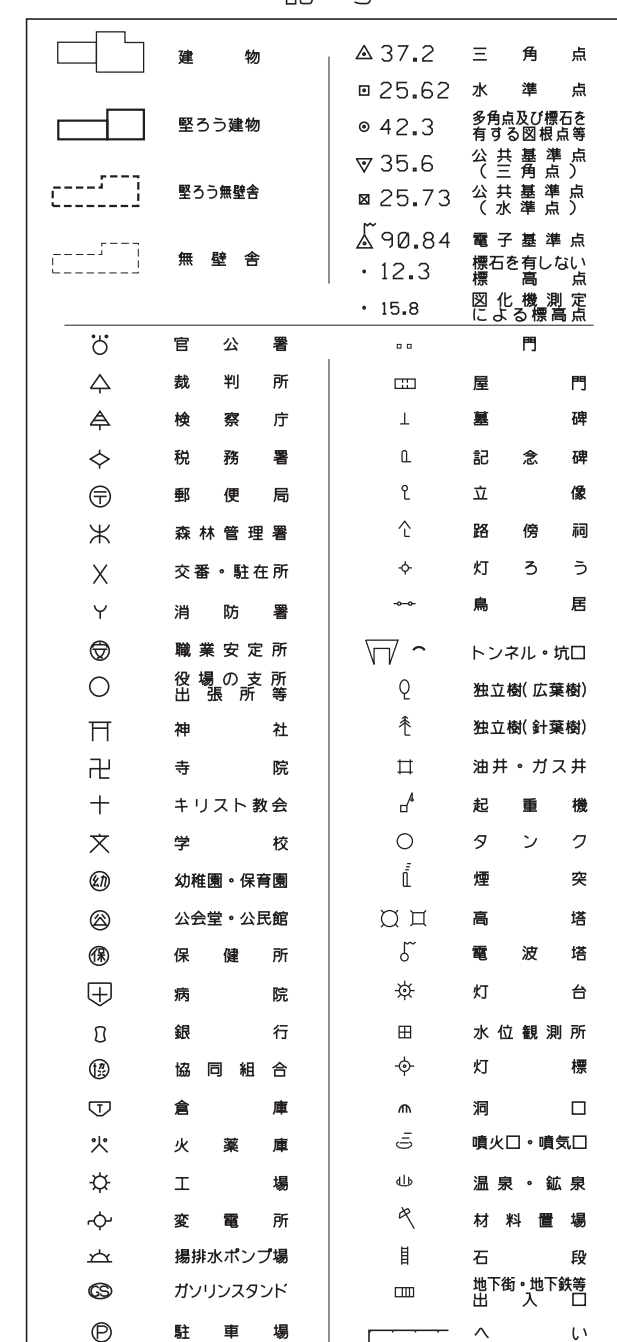 建物
堅ろう建物
堅ろう無壁舎
無壁舎
37.2 三角点
25.62 水準点
42.3 多角点及び標石を
有する図根点等
35.6 公共基準点
(三角点)
25.73 公共基準点
(水準点)
90.84 電子基準点
12.3 標石を有しない
標高点
15.8 図化機測定
による標高点
官公署
裁判所
検察庁
税務署
郵便局
森林管理署
交番・駐在所
消防署
職業安定所
役場の支所
出張所等
神社
寺院
キリスト教会
文 学校
幼 幼稚園・保育園
公 公会堂・公民館
保 保健所
病院
銀行
協 協同組合
T 倉庫
火 火薬庫
工場
変電所
揚排水ポンプ場
GS ガソリンスタンド
P 駐車場
門
屋門
墓碑
記念碑
立像
路傍祠
灯ろう
鳥居
トンネル・坑口
独立樹(広葉樹)
独立樹(針葉樹)
油井・ガス井
起重機
タンク
煙突
高塔
電波塔
灯台
水位観測所
灯標
洞口
噴火口・噴気口
温泉・鉱泉
材料置場
石段
地下街・地下鉄等
出入口
へい